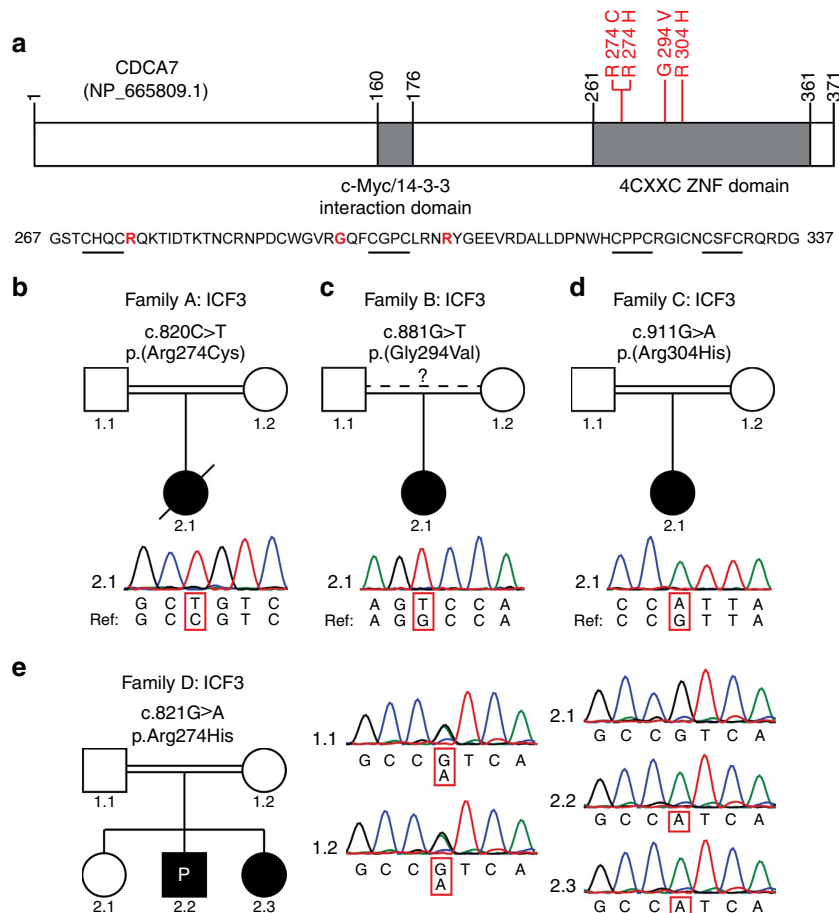 a
CDCA7
(NP_665809.1)
1
160
176
261
R 274 C
R 274 H
G 294 V
R 304 H
361
371
c-Myc/14-3-3
interaction domain
4CXXC ZNF domain
267 GSTCHQCRQKTIDTKTNCRNPDCWGVRGQFCGPCLRNRYGEEVRDALLDPNWHCPPCRGICNCSFCRQRDG 337
b
Family A: ICF3
c.820C>T
p.(Arg274Cys)
1.1
1.2
2.1
2.1
G C T G T C
Ref: G C C G T C
c
Family B: ICF3
c.881G>T
p.(Gly294Val)
?
1.1
1.2
2.1
2.1
A G T C C A
Ref: A G G C C A
d
Family C: ICF3
c.911G>A
p.(Arg304His)
1.1
1.2
2.1
2.1
C C A T T A
Ref: C C G T T A
e
Family D: ICF3
c.821G>A
p.Arg274His
1.1
1.2
P
2.1
2.2
2.3
1.1
G C C G T C A
A
1.2
G C C G T C A
A
2.1
G C C G T C A
2.2
G C C A T C A
2.3
G C C A T C A